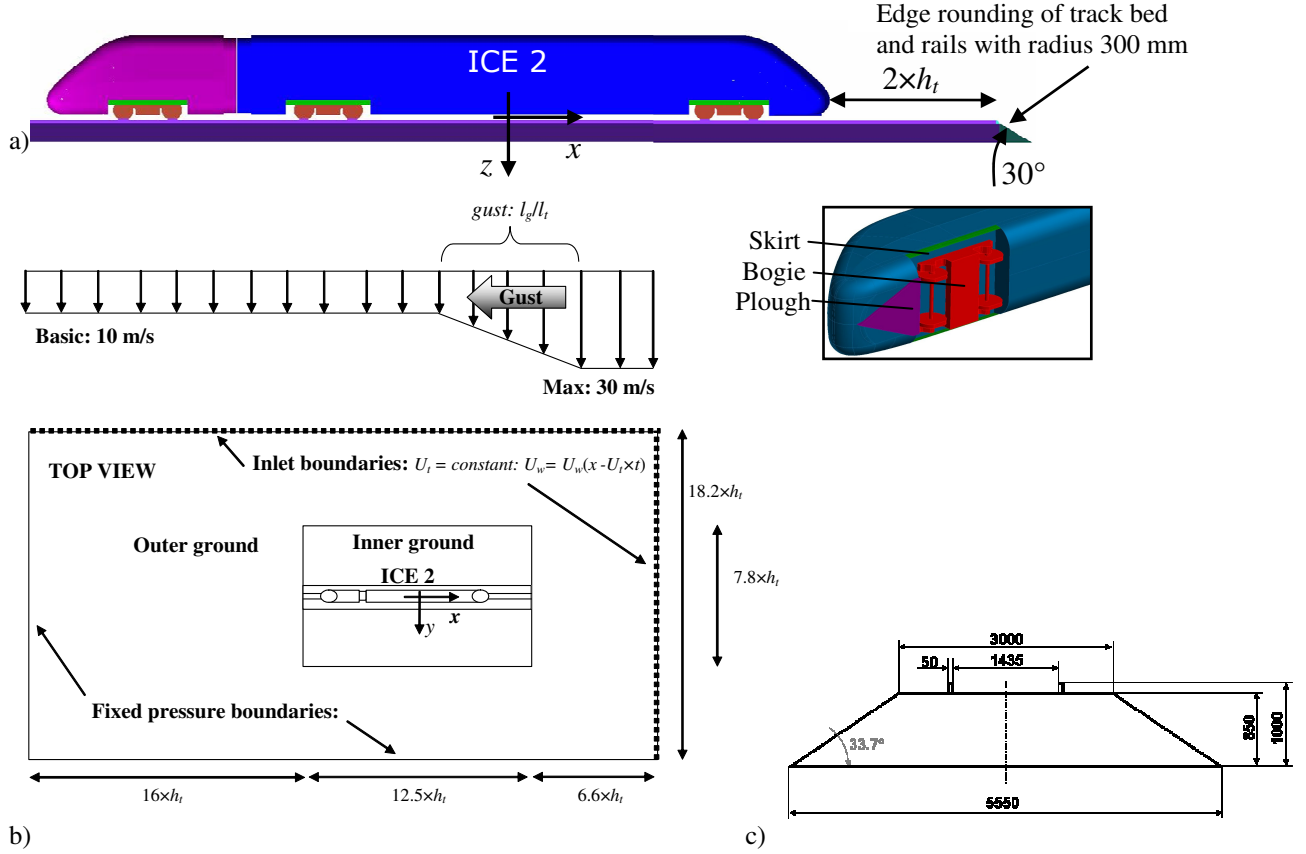 Edge rounding of track bed
and rails with radius 300 mm
ICE 2
2×hₜ
a)
z
x
30°
gust: l_g/lₜ
Gust
Basic: 10 m/s
Max: 30 m/s
Skirt
Bogie
Plough
TOP VIEW
Inlet boundaries: Uₜ = constant: U_w= U_w(x -Uₜ×t)
18.2×hₜ
Outer ground
Inner ground
ICE 2
x
y
7.8×hₜ
Fixed pressure boundaries:
16×hₜ
12.5×hₜ
6.6×hₜ
b)
3000
50
1435
33.7°
850
1000
5550
c)